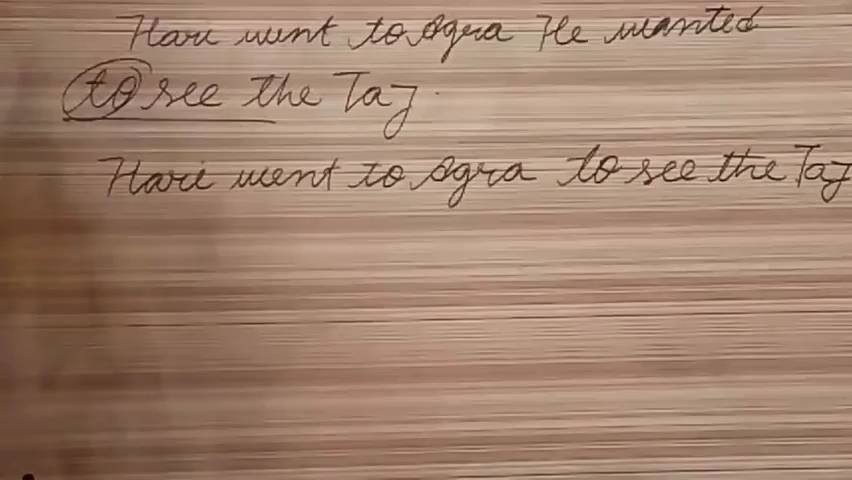 Hari went to Agra He wanted
to see the Taj.
Hari went to Agra to see the Taj